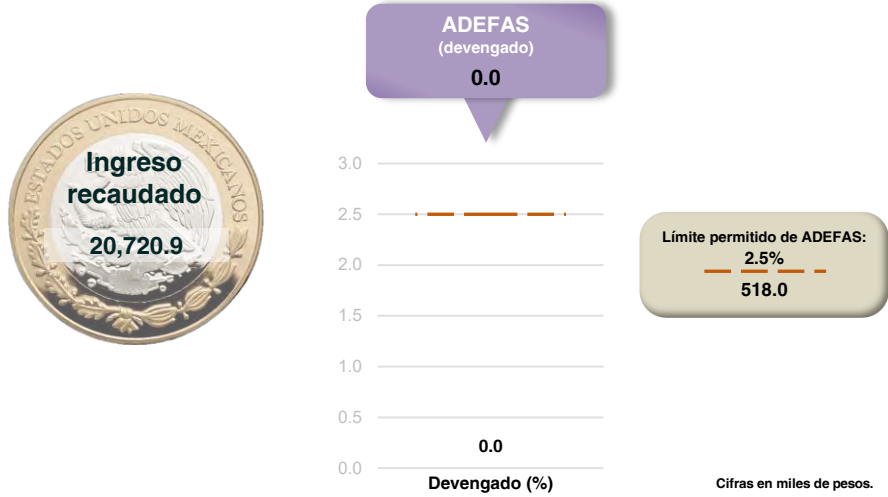 ADEFAS
(devengado)
0.0
ESTADOS UNIDOS MEXICANOS
Ingreso
recaudado
20,720.9
3.0
2.5
2.0
1.5
1.0
0.5
0.0
0.0
Devengado (%)
Límite permitido de ADEFAS:
2.5%
518.0
Cifras en miles de pesos.